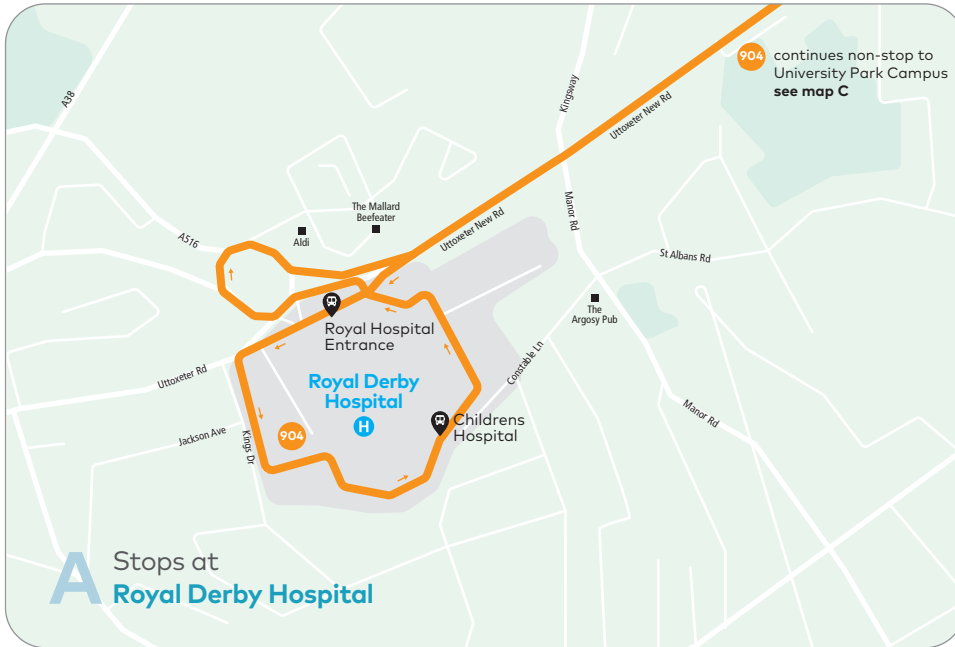 904
continues non-stop to
University Park Campus
see map C
A38
Kingsway
Uttoxeter New Rd
The Mallard
Beefeater
Aldi
A516
Uttoxeter New Rd
Manor Rd
St Albans Rd
The
Argosy Pub
Royal Hospital
Entrance
Constable Ln
Uttoxeter Rd
Royal Derby
Hospital
H
Childrens
Hospital
Manor Rd
904
Jackson Ave
Kings Dr
A
Stops at
Royal Derby Hospital